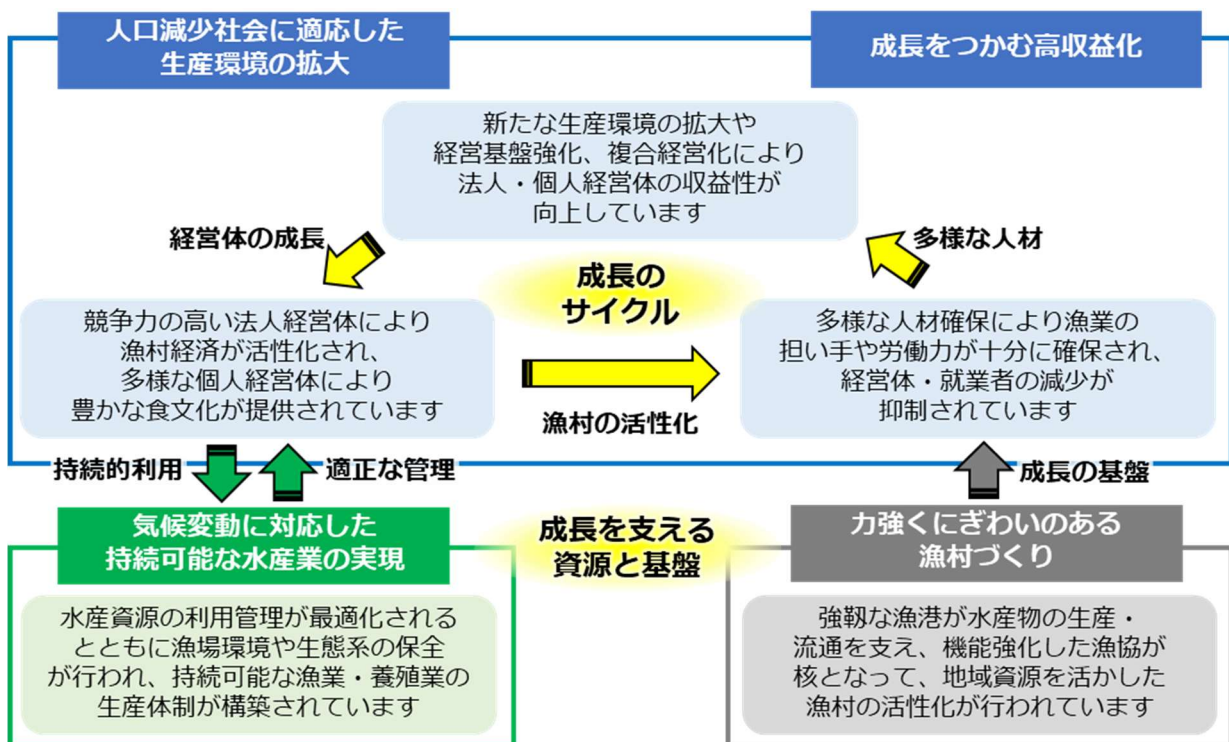 人口減少社会に適応した
生産環境の拡大
成長をつかむ高収益化
新たな生産環境の拡大や
経営基盤強化、複合経営化により
法人・個人経営体の収益性が
向上しています
経営体の成長
多様な人材
成長の
サイクル
競争力の高い法人経営体により
漁村経済が活性化され、
多様な個人経営体により
豊かな食文化が提供されています
多様な人材確保により漁業の
担い手や労働力が十分に確保され、
経営体・就業者の減少が
抑制されています
漁村の活性化
持続的利用
適正な管理
成長の基盤
気候変動に対応した
持続可能な水産業の実現
成長を支える
資源と基盤
力強くにぎわいのある
漁村づくり
水産資源の利用管理が最適化される
とともに漁場環境や生態系の保全
が行われ、持続可能な漁業・養殖業の
生産体制が構築されています
強靱な漁港が水産物の生産・
流通を支え、機能強化した漁協が
核となって、地域資源を活かした
漁村の活性化が行われています